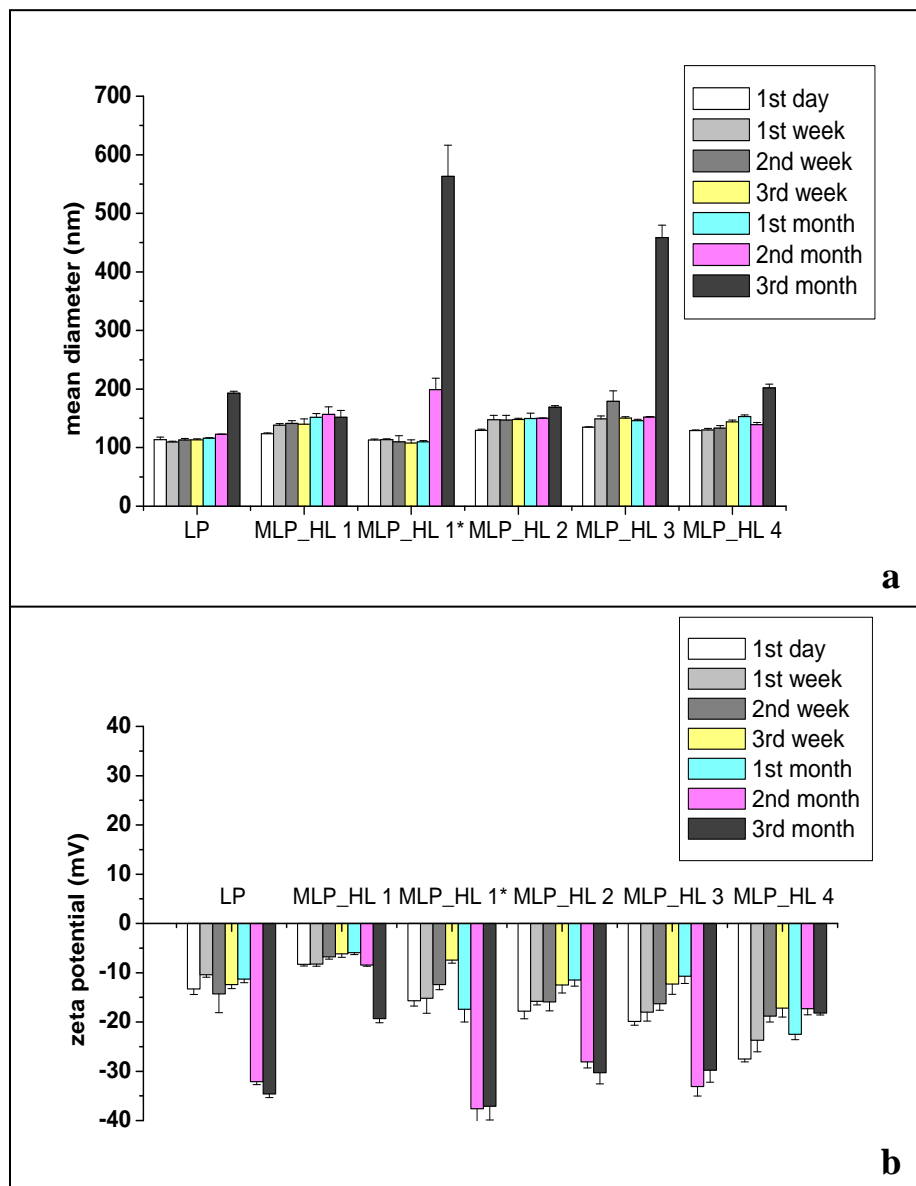 700
600
500
400
300
200
100
0
mean diameter (nm)
1st day
1st week
2nd week
3rd week
1st month
2nd month
3rd month
LP MLP_HL 1 MLP_HL 1* MLP_HL 2 MLP_HL 3 MLP_HL 4
a
1st day
1st week
2nd week
3rd week
1st month
2nd month
3rd month
40
30
20
10
0
-10
-20
-30
-40
zeta potential (mV)
LP MLP_HL 1 MLP_HL 1* MLP_HL 2 MLP_HL 3 MLP_HL 4
b